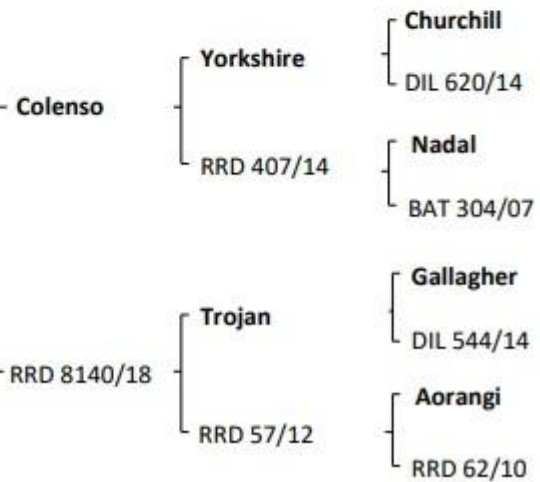 Churchill
Yorkshire
DIL 620/14
Colenso
Nadal
RRD 407/14
BAT 304/07
Gallagher
Trojan
DIL 544/14
RRD 8140/18
Aorangi
RRD 57/12
RRD 62/10